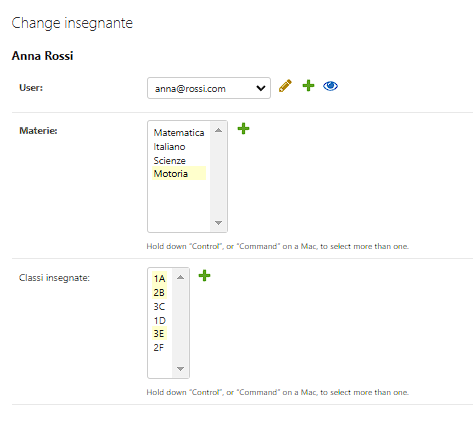 Change insegnante
Anna Rossi
User:
anna@rossi.com
Materie:
Matematica
Italiano
Scienze
Motoria
Hold down "Control", or "Command" on a Mac, to select more than one.
Classi insegnate:
1A
2B
3C
1D
3E
2F
Hold down "Control", or "Command" on a Mac, to select more than one.